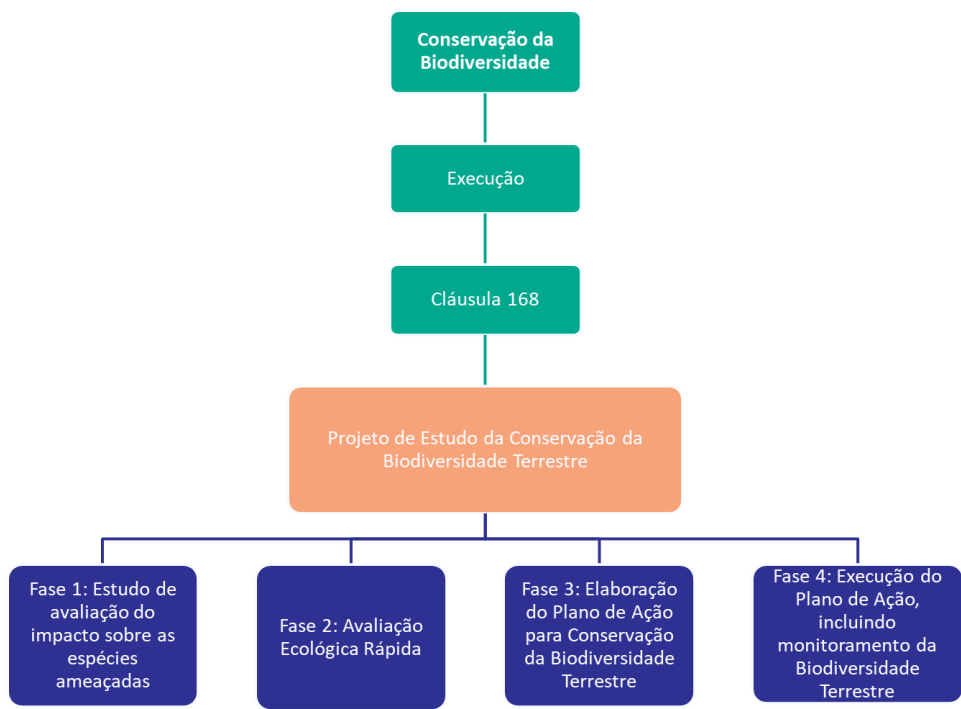 Conservação da
Biodiversidade
Execução
Cláusula 168
Projeto de Estudo da Conservação da
Biodiversidade Terrestre
Fase 1: Estudo de
avaliação do
impacto sobre as
espécies
ameaçadas
Fase 2: Avaliação
Ecológica Rápida
Fase 3: Elaboração
do Plano de Ação
para Conservação
da Biodiversidade
Terrestre
Fase 4: Execução do
Plano de Ação,
incluindo
monitoramento da
Biodiversidade
Terrestre